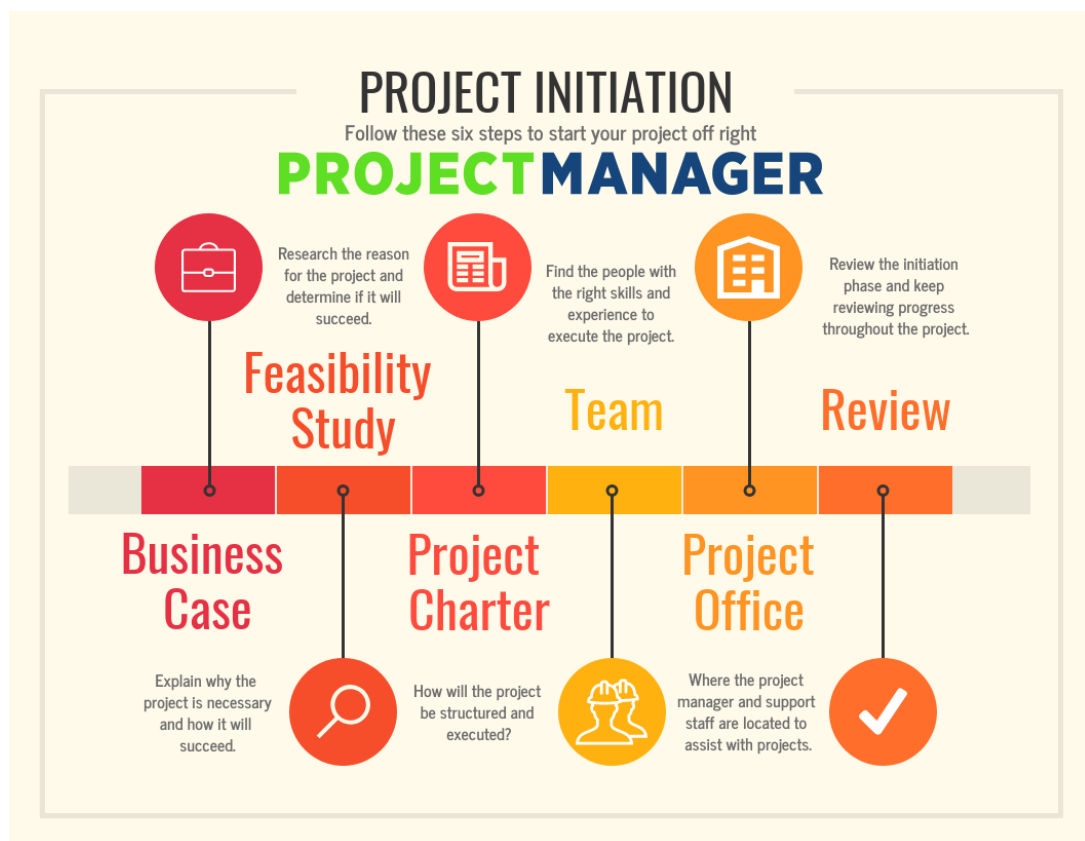 PROJECT INITIATION
Follow these six steps to start your project off right
PROJECTMANAGER
Research the reason
for the project and
determine if it will
succeed.
Find the people with
the right skills and
experience to
execute the project.
Review the initiation
phase and keep
reviewing progress
throughout the project.
Feasibility
Study
Team
Review
Business
Case
Project
Charter
Project
Office
Explain why the
project is necessary
and how it will
succeed.
How will the project
be structured and
executed?
Where the project
manager and support
staff are located to
assist with projects.